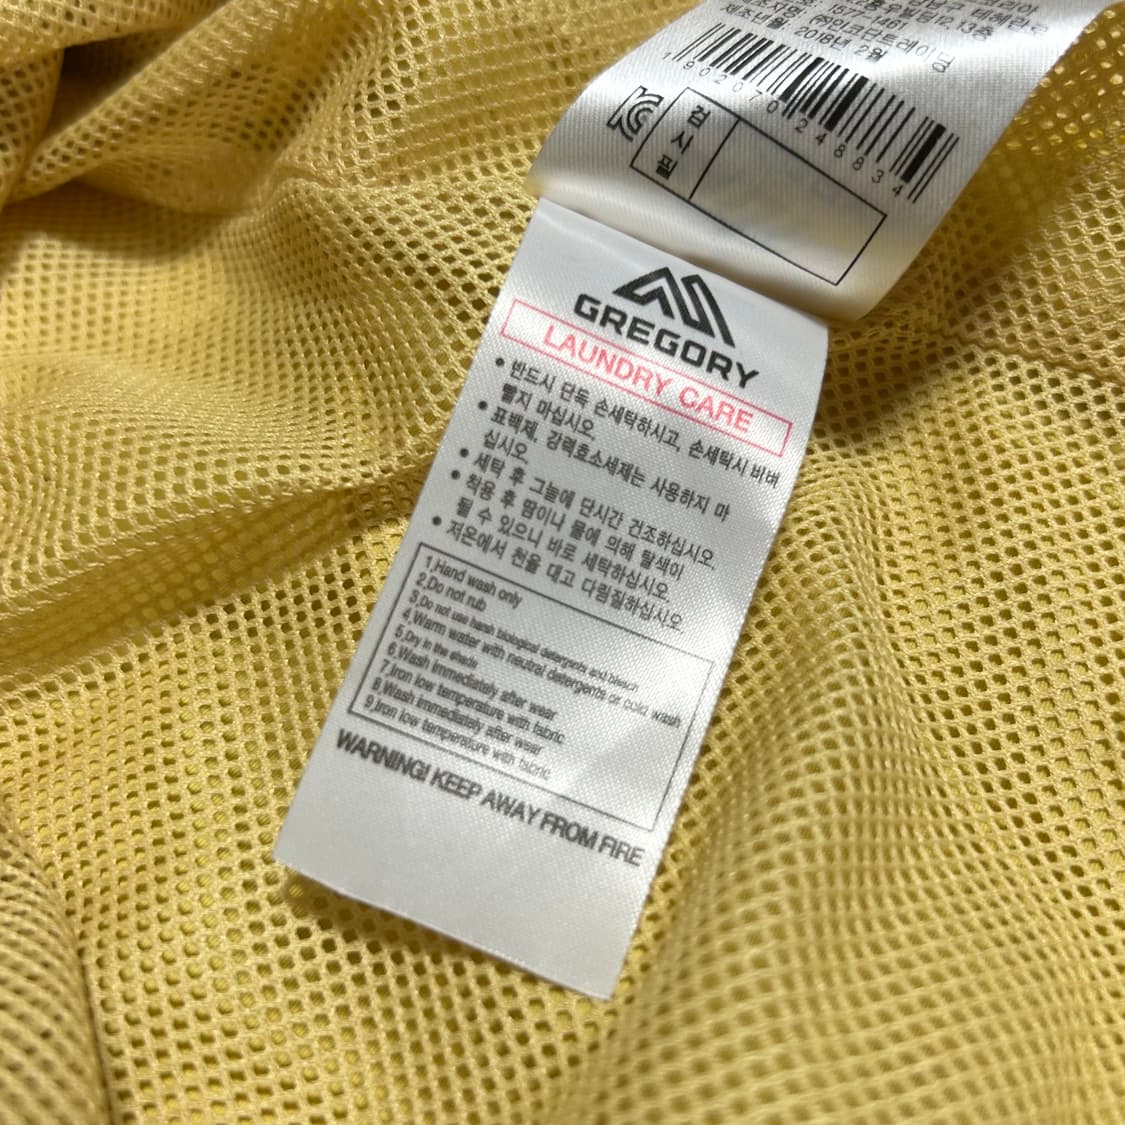 1577-1461
제조년월: 2018년 2월
1 90207 0 24883 4
검사필
GREGORY
LAUNDRY CARE
• 반드시 단독 손세탁하시고, 손세탁시 비벼
빨지 마십시오.
• 표백제, 강력효소세제는 사용하지 마
십시오.
• 세탁 후 그늘에 단시간 건조하십시오.
• 착용 후 땀이나 물에 의해 탈색이
될 수 있으니 바로 세탁하십시오
• 저온에서 천을 대고 다림질하십시오.
1,Hand wash only
2,Do not rub
3,Do not use harsh biological detergents and bleach
4,Warm water with neutral detergents or cold wash
5,Dry in the shade
6,Wash immediately after wear
7,Iron low temperature with fabric
8,Wash immediately after wear
9,Iron low temperature with fabric
WARNING! KEEP AWAY FROM FIRE